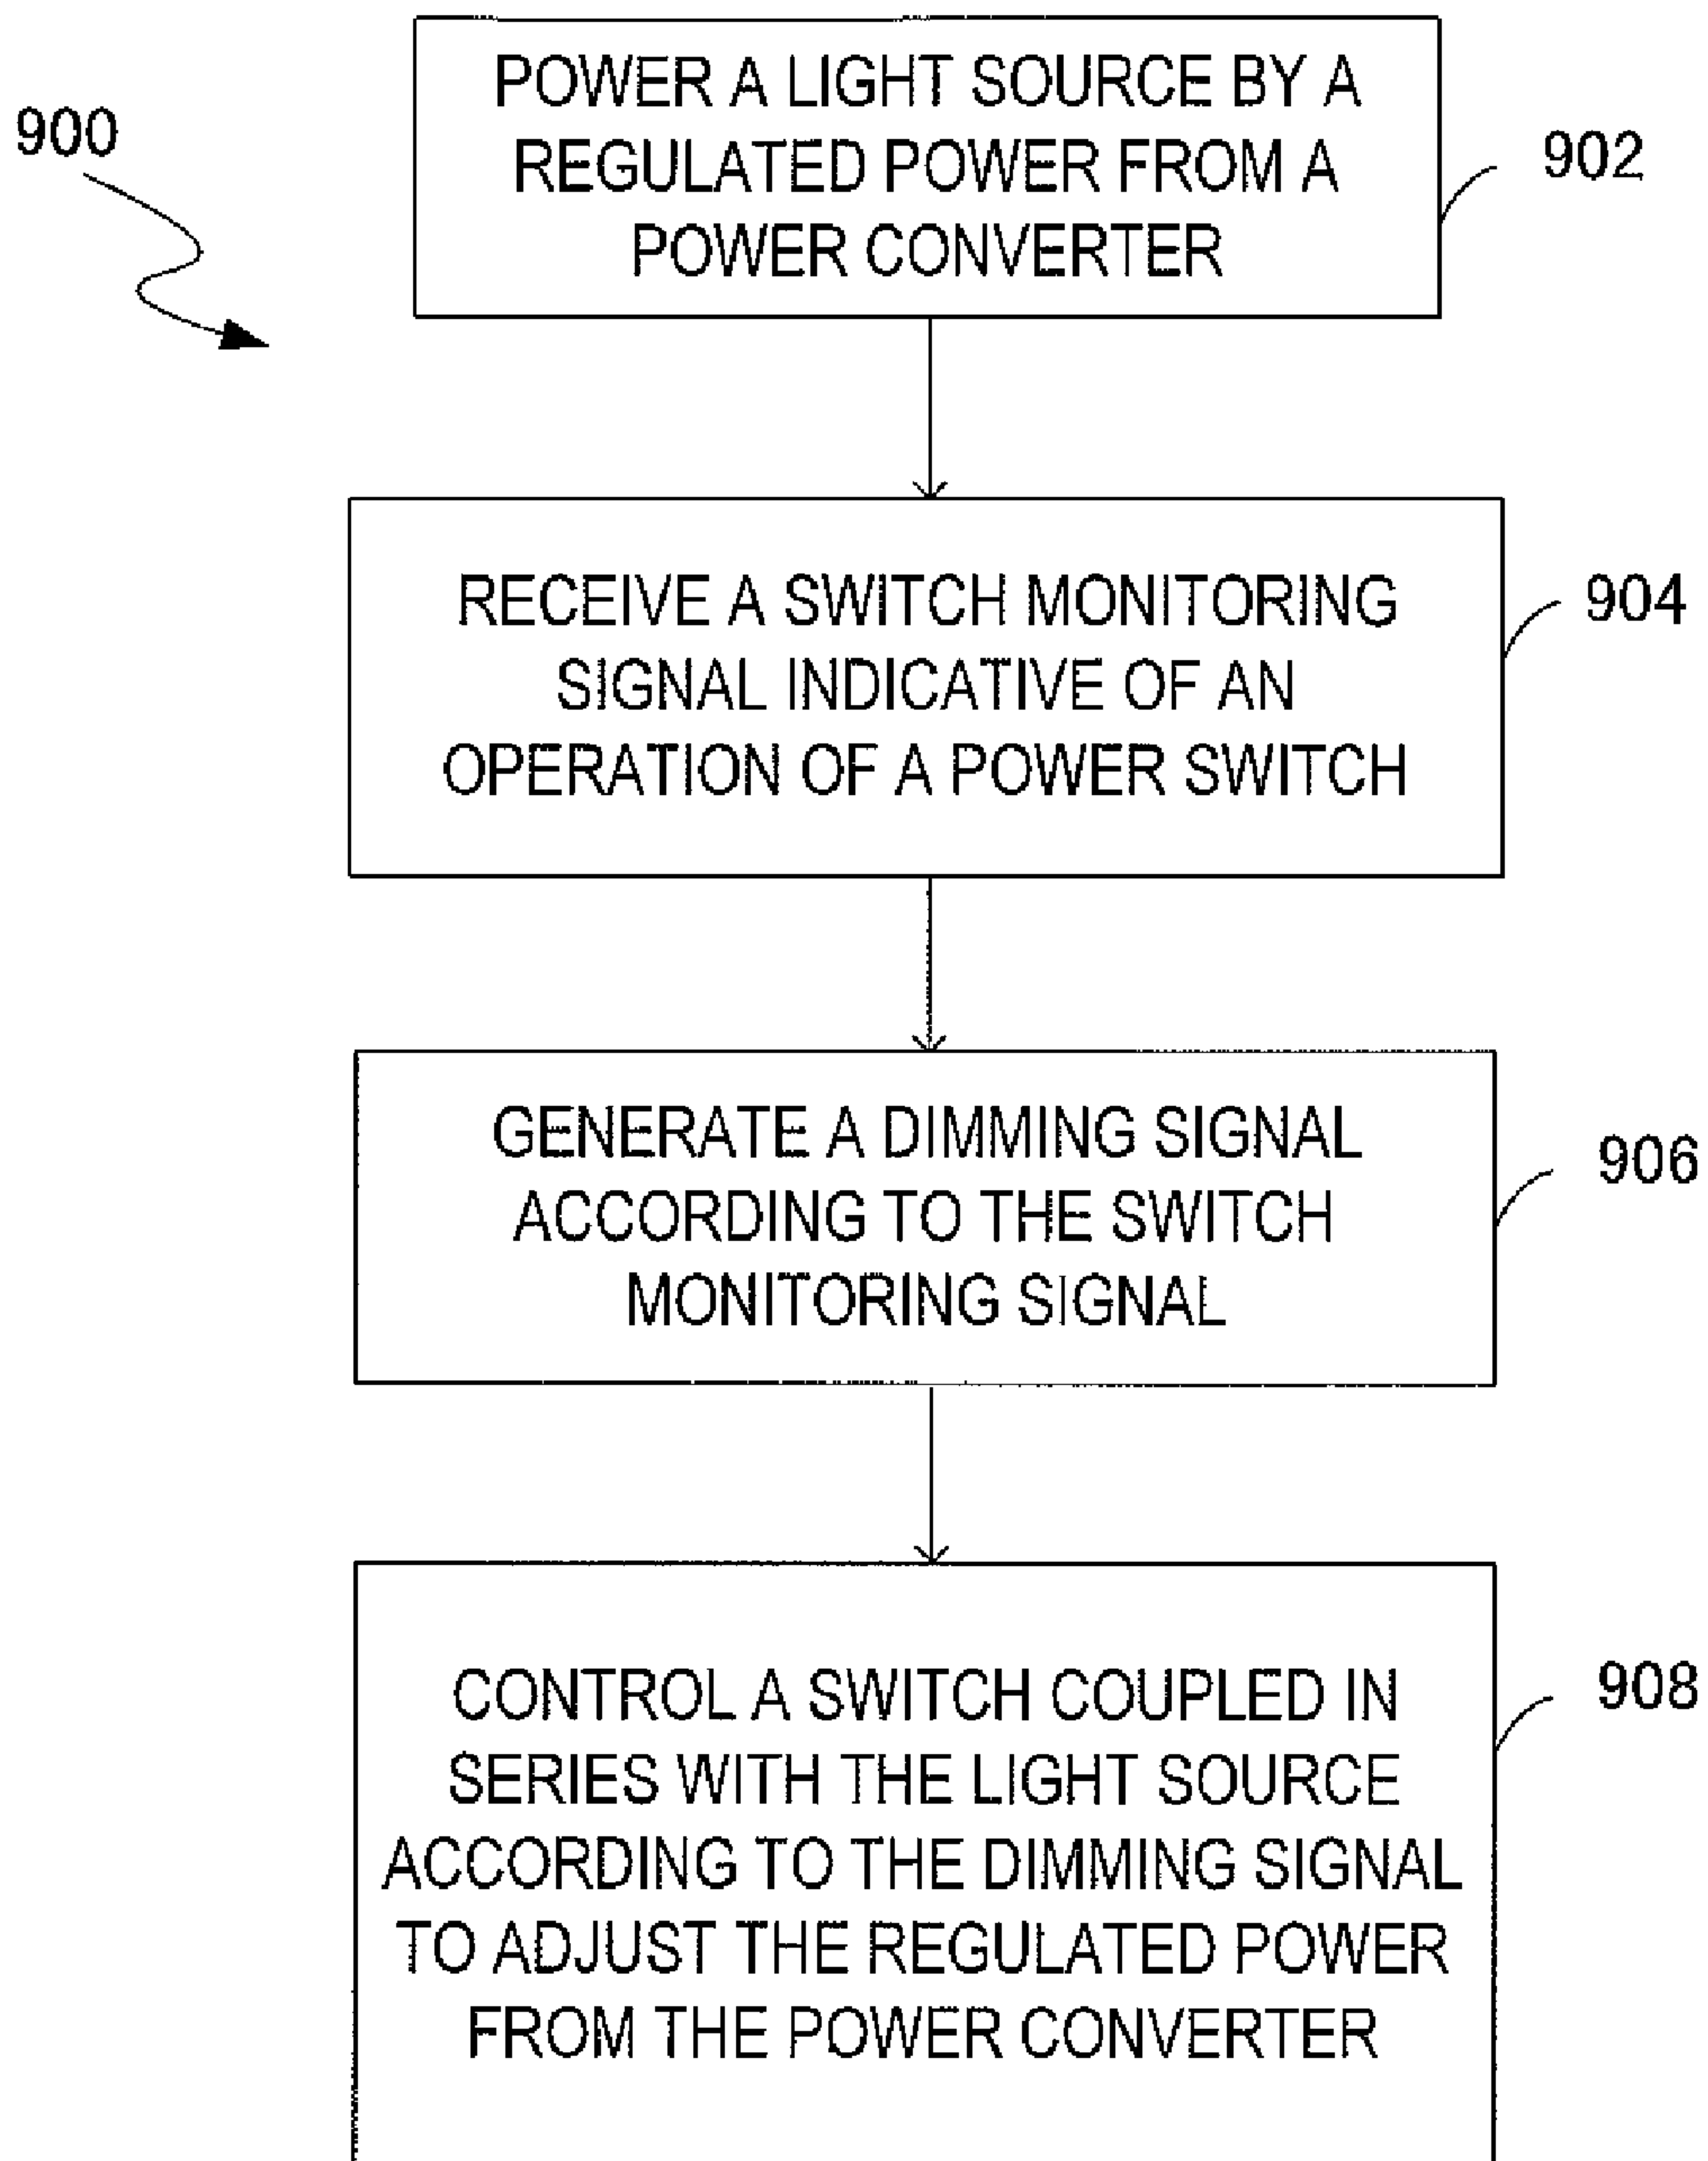 900
POWER A LIGHT SOURCE BY A
REGULATED POWER FROM A
POWER CONVERTER
902
RECEIVE A SWITCH MONITORING
SIGNAL INDICATIVE OF AN
OPERATION OF A POWER SWITCH
904
GENERATE A DIMMING SIGNAL
ACCORDING TO THE SWITCH
MONITORING SIGNAL
906
CONTROL A SWITCH COUPLED IN
SERIES WITH THE LIGHT SOURCE
ACCORDING TO THE DIMMING SIGNAL
TO ADJUST THE REGULATED POWER
FROM THE POWER CONVERTER
908